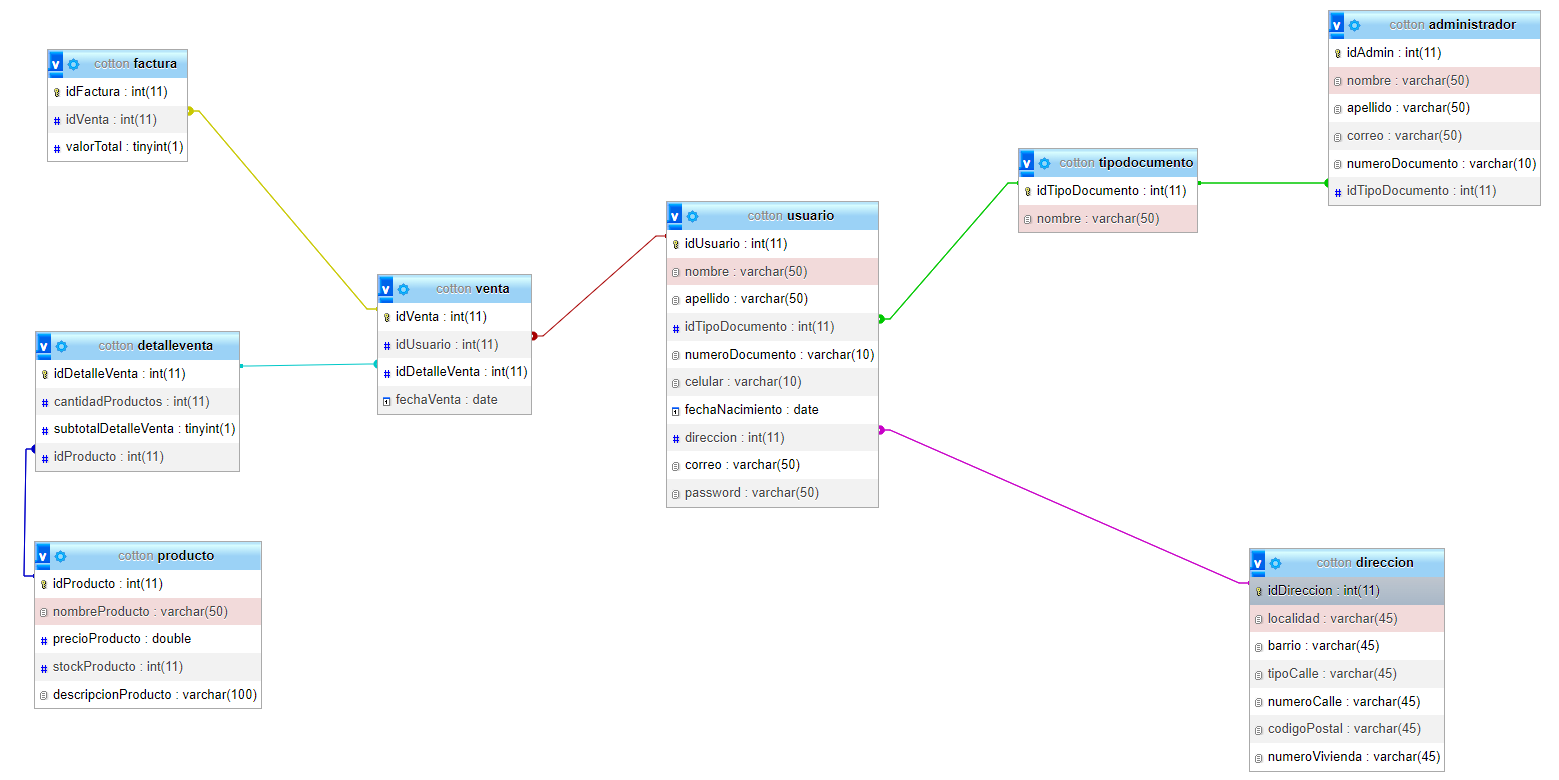 cotton factura
idFactura : int(11)
idVenta : int(11)
valorTotal : tinyint(1)
cotton detalleventa
idDetalleVenta : int(11)
cantidadProductos : int(11)
subtotalDetalleVenta : tinyint(1)
idProducto : int(11)
cotton producto
idProducto : int(11)
nombreProducto : varchar(50)
precioProducto : double
stockProducto : int(11)
descripcionProducto : varchar(100)
cotton venta
idVenta : int(11)
idUsuario : int(11)
idDetalleVenta : int(11)
fechaVenta : date
cotton usuario
idUsuario : int(11)
nombre : varchar(50)
apellido : varchar(50)
idTipoDocumento : int(11)
numeroDocumento : varchar(10)
celular : varchar(10)
fechaNacimiento : date
direccion : int(11)
correo : varchar(50)
password : varchar(50)
cotton tipodocumento
idTipoDocumento : int(11)
nombre : varchar(50)
cotton administrador
idAdmin : int(11)
nombre : varchar(50)
apellido : varchar(50)
correo : varchar(50)
numeroDocumento : varchar(10)
idTipoDocumento : int(11)
cotton direccion
idDireccion : int(11)
localidad : varchar(45)
barrio : varchar(45)
tipoCalle : varchar(45)
numeroCalle : varchar(45)
codigoPostal : varchar(45)
numeroVivienda : varchar(45)